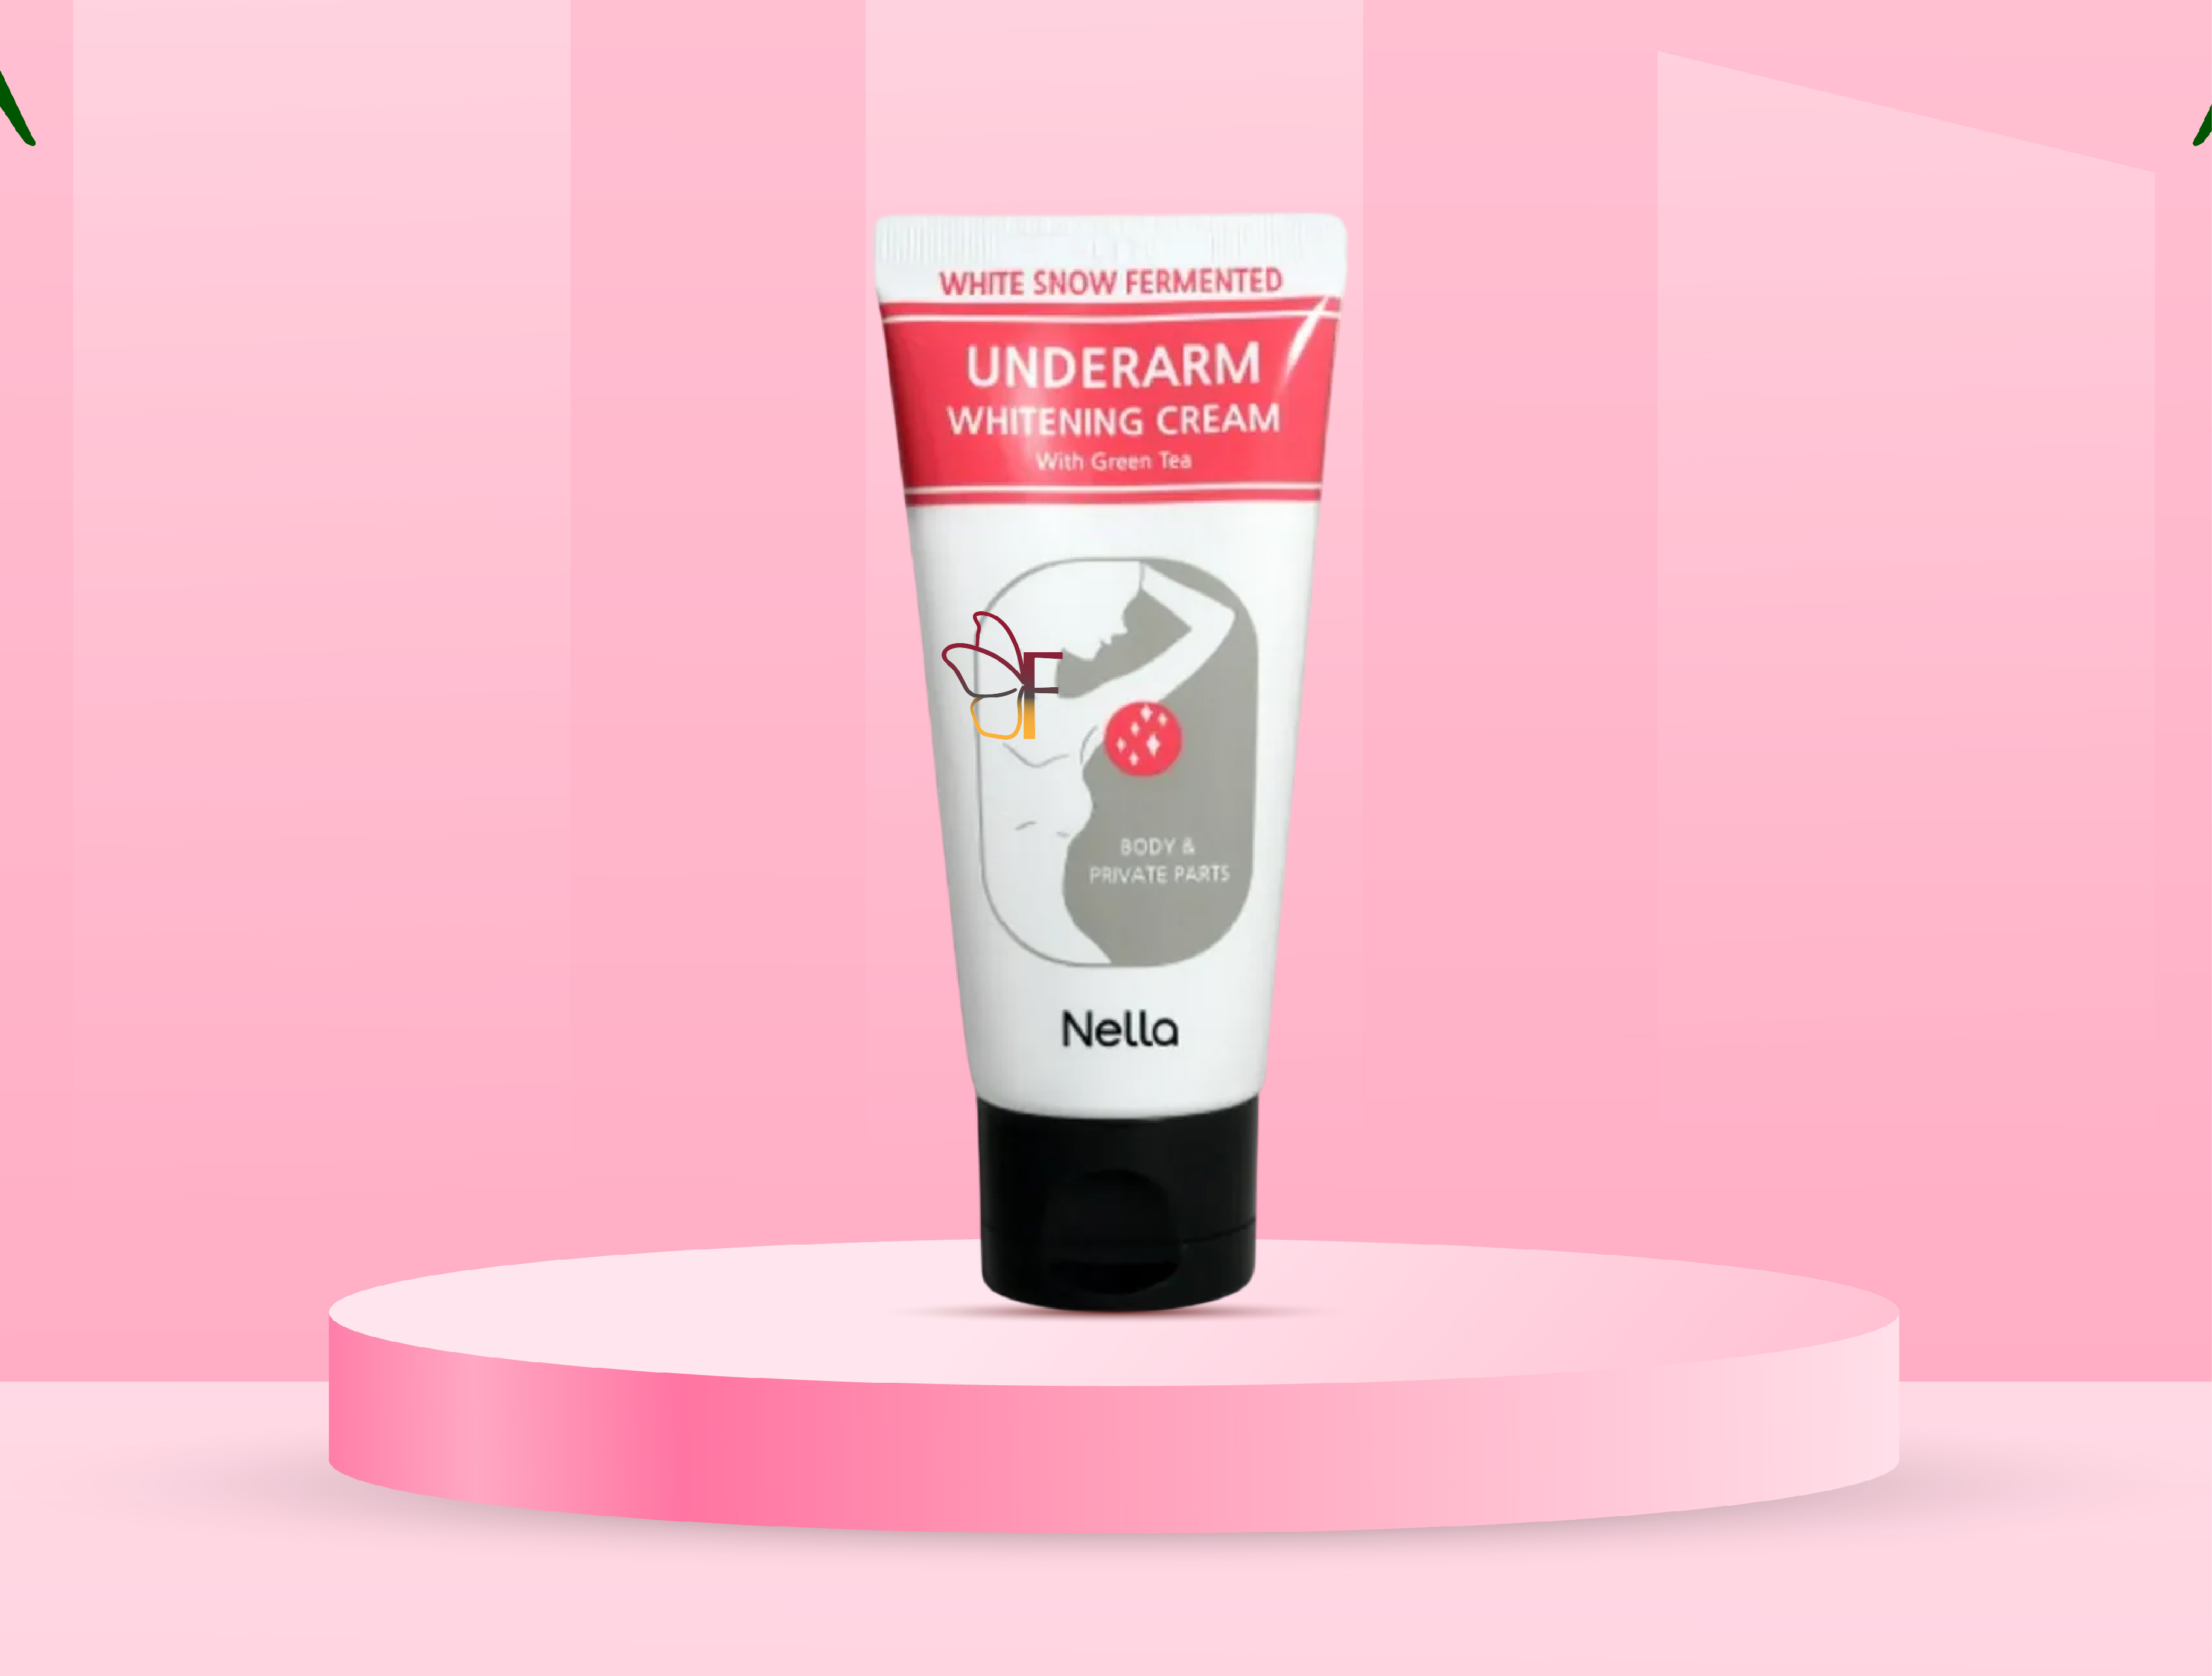 WHITE SNOW FERMENTED
UNDERARM
WHITENING CREAM
With Green Tea
F
BODY &
PRIVATE PARTS
Nella